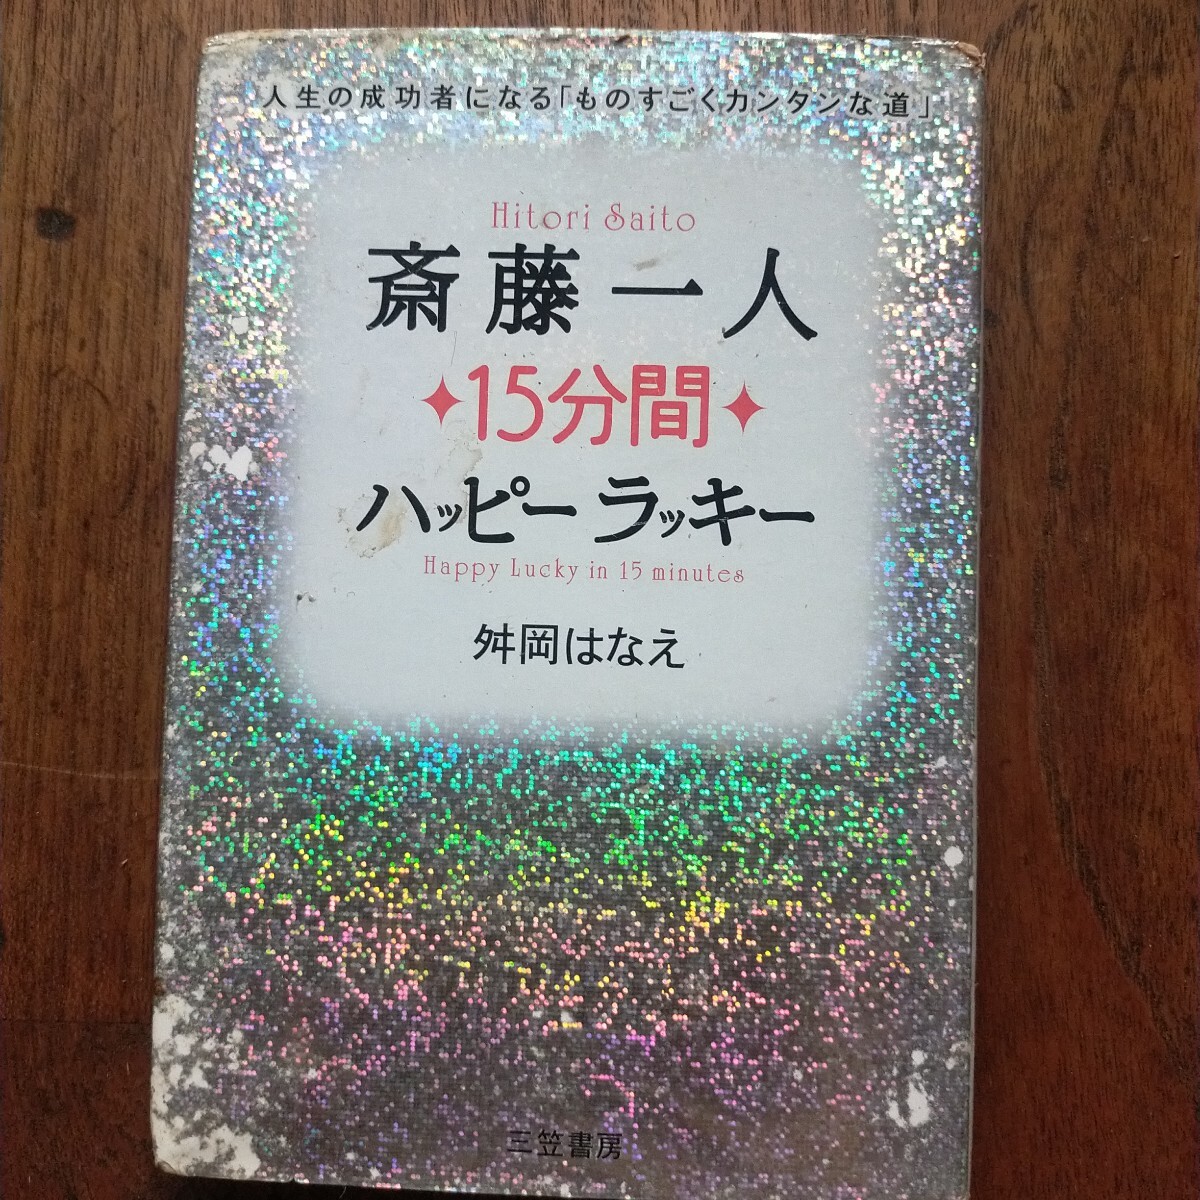 人生の成功者になる「ものすごくカンタンな道」
Hitori Saito
斎藤一人
15分間
ハッピーラッキー
Happy Lucky in 15 minutes
舛岡はなゑ
三笠書房